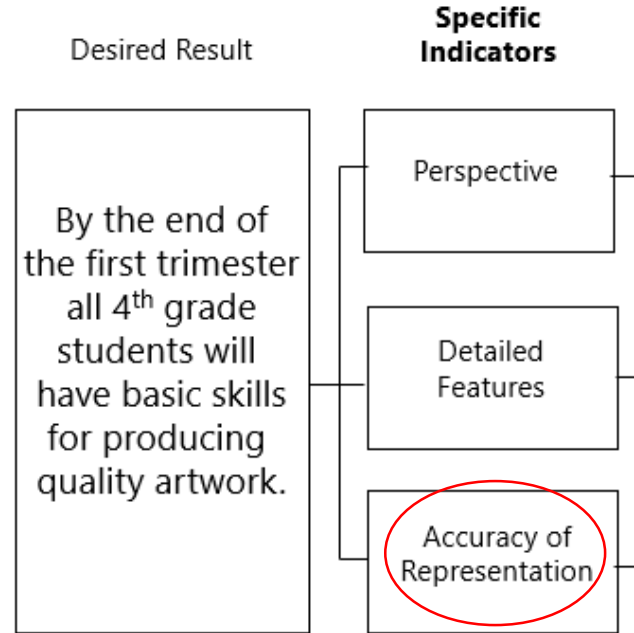 Desired Result
Specific
Indicators
By the end of
the first trimester
all 4th grade
students will
have basic skills
for producing
quality artwork.
Perspective
Detailed
Features
Accuracy of
Representation